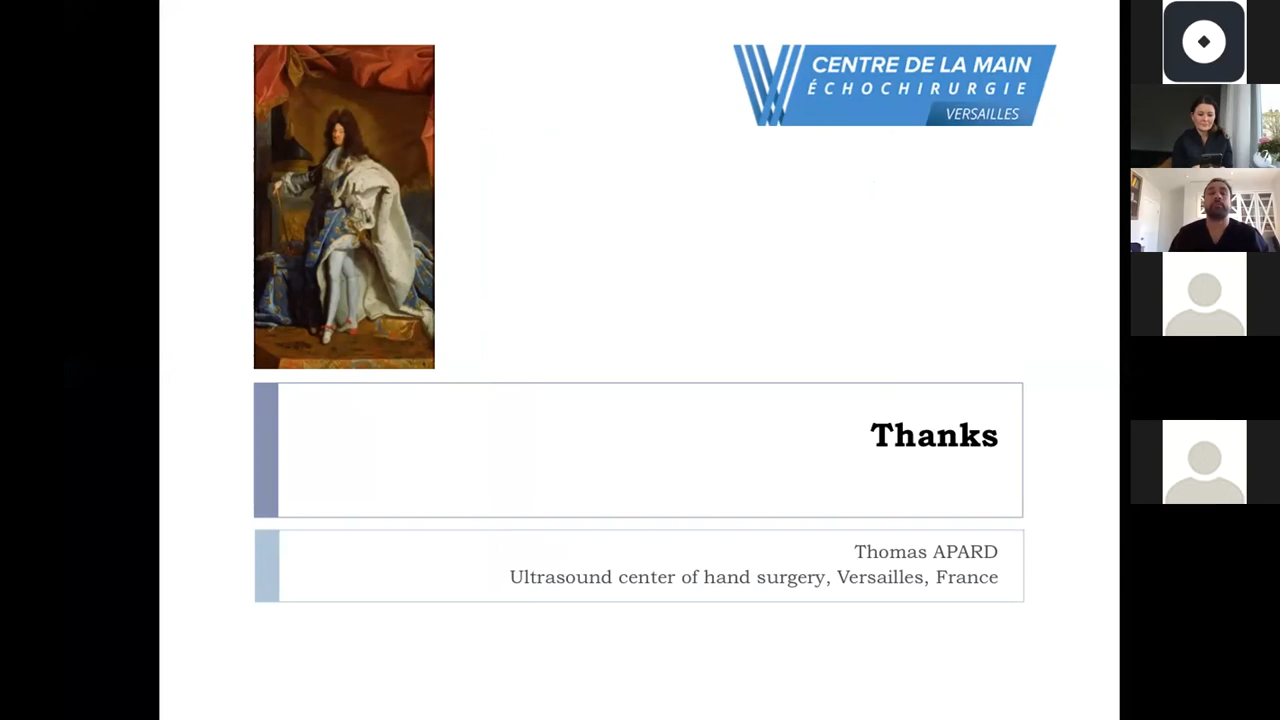 CENTRE DE LA MAIN
ÉCHOCHIRURGIE
VERSAILLES
Thanks
Thomas APARD
Ultrasound center of hand surgery, Versailles, France